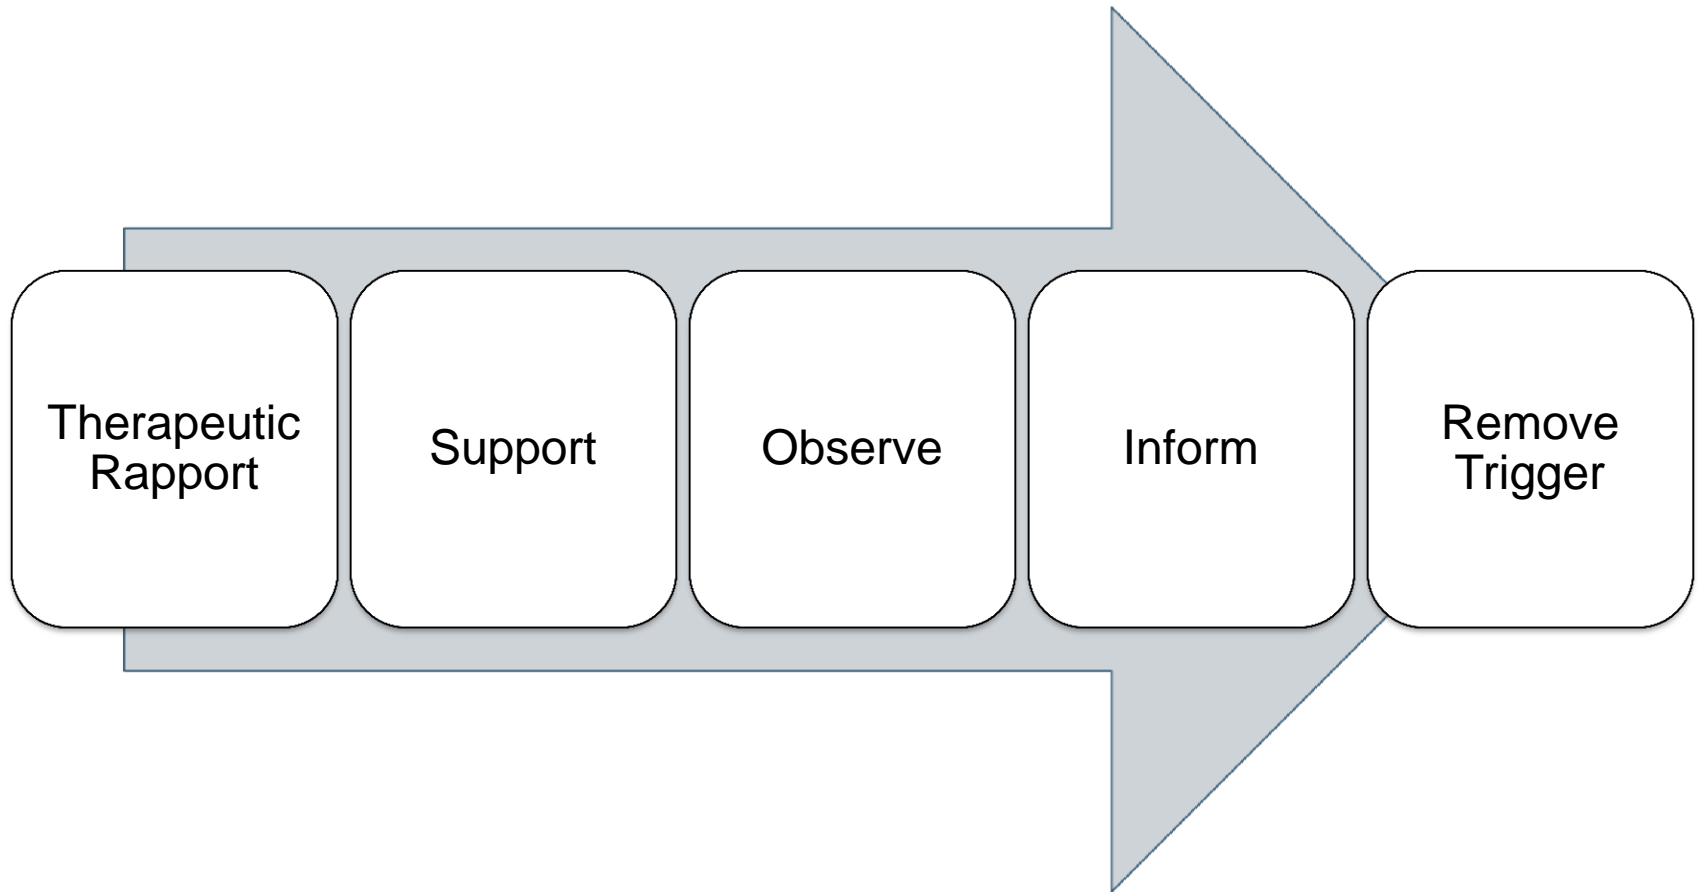 Therapeutic
Rapport
Support
Observe
Inform
Remove
Trigger